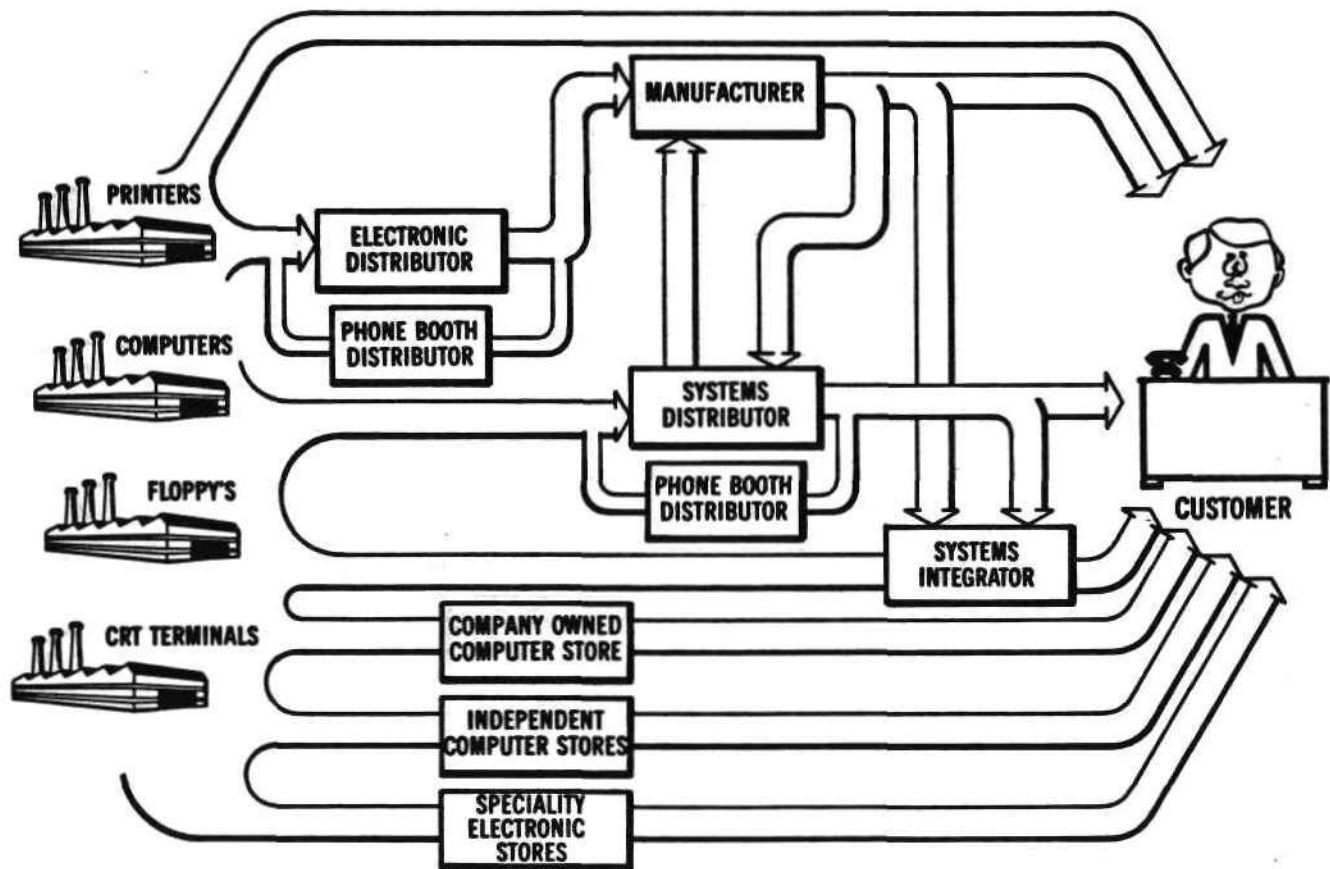 MANUFACTURER
PRINTERS
ELECTRONIC
DISTRIBUTOR
PHONE BOOTH
DISTRIBUTOR
COMPUTERS
SYSTEMS
DISTRIBUTOR
PHONE BOOTH
DISTRIBUTOR
FLOPPY'S
CUSTOMER
SYSTEMS
INTEGRATOR
CRT TERMINALS
COMPANY OWNED
COMPUTER STORE
INDEPENDENT
COMPUTER STORES
SPECIALITY
ELECTRONIC
STORES